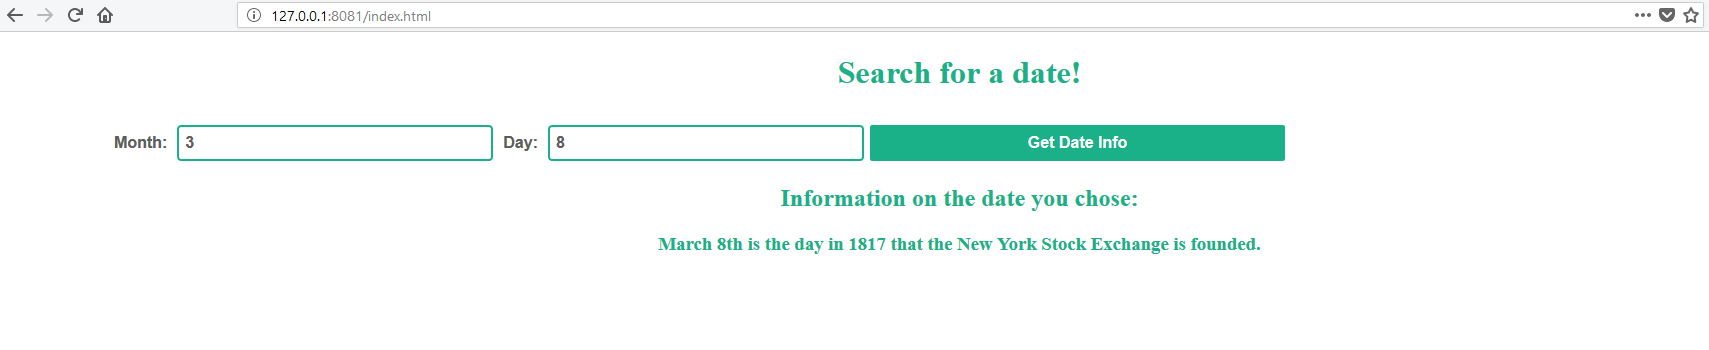 127.0.0.1:8081/index.html
Search for a date!
Month: 3 Day: 8 Get Date Info
Information on the date you chose:
March 8th is the day in 1817 that the New York Stock Exchange is founded.